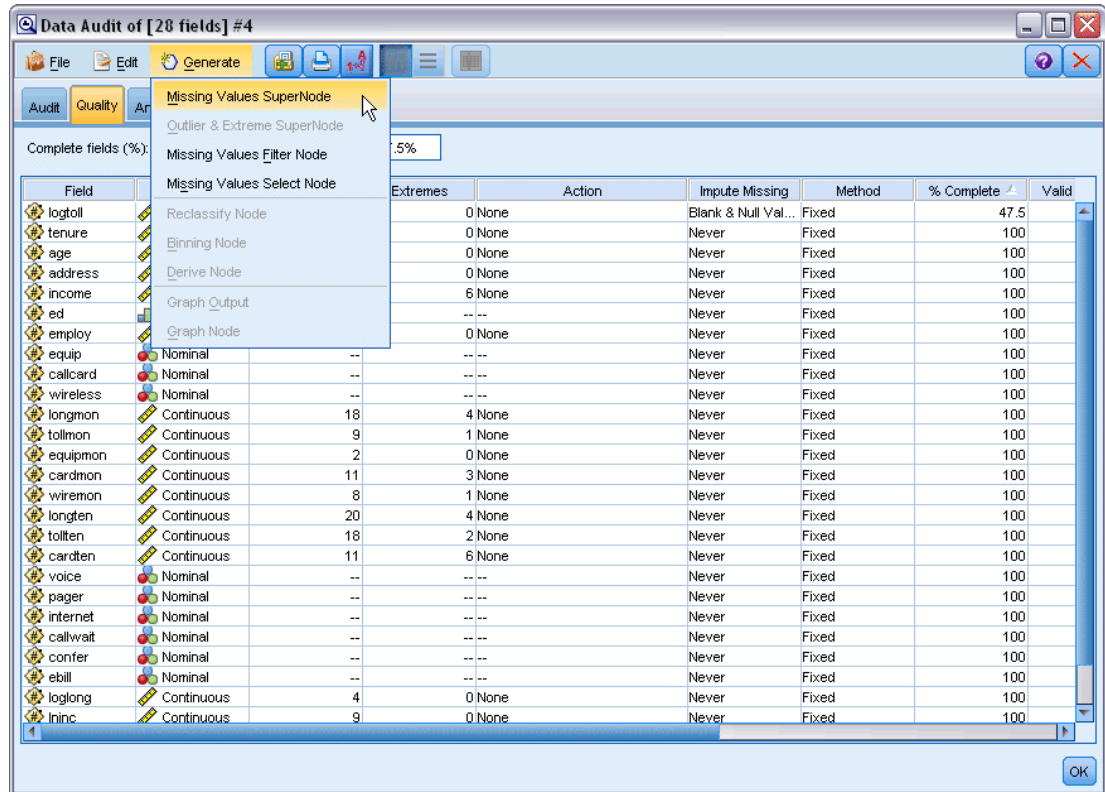 Data Audit of [28 fields] #4
File Edit Generate
Audit Quality An
Missing Values SuperNode
Outlier & Extreme SuperNode
Missing Values Filter Node
Missing Values Select Node
Reclassify Node
Binning Node
Derive Node
Graph Output
Graph Node
Complete fields (%): .5%
Field Extremes Action Impute Missing Method % Complete Valid
logtoll 0 None Blank & Null Val... Fixed 47.5
tenure 0 None Never Fixed 100
age 0 None Never Fixed 100
address 0 None Never Fixed 100
income 6 None Never Fixed 100
ed -- -- Never Fixed 100
employ 0 None Never Fixed 100
equip Nominal -- -- -- Never Fixed 100
callcard Nominal -- -- -- Never Fixed 100
wireless Nominal -- -- -- Never Fixed 100
longmon Continuous 18 4 None Never Fixed 100
tollmon Continuous 9 1 None Never Fixed 100
equipmon Continuous 2 0 None Never Fixed 100
cardmon Continuous 11 3 None Never Fixed 100
wiremon Continuous 8 1 None Never Fixed 100
longten Continuous 20 4 None Never Fixed 100
tollten Continuous 18 2 None Never Fixed 100
cardten Continuous 11 6 None Never Fixed 100
voice Nominal -- -- -- Never Fixed 100
pager Nominal -- -- -- Never Fixed 100
internet Nominal -- -- -- Never Fixed 100
callwait Nominal -- -- -- Never Fixed 100
confer Nominal -- -- -- Never Fixed 100
ebill Nominal -- -- -- Never Fixed 100
loglong Continuous 4 0 None Never Fixed 100
lninc Continuous 9 0 None Never Fixed 100
OK